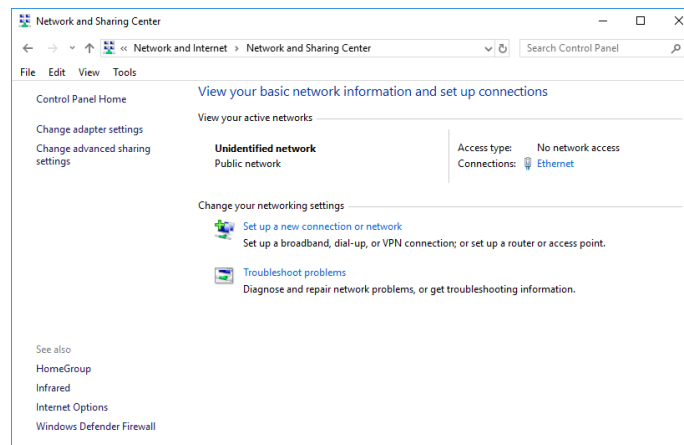 Network and Sharing Center
« Network and Internet > Network and Sharing Center
Search Control Panel
File Edit View Tools
Control Panel Home
Change adapter settings
Change advanced sharing
settings
View your basic network information and set up connections
View your active networks
Unidentified network
Public network
Access type: No network access
Connections: Ethernet
Change your networking settings
Set up a new connection or network
Set up a broadband, dial-up, or VPN connection; or set up a router or access point.
Troubleshoot problems
Diagnose and repair network problems, or get troubleshooting information.
See also
HomeGroup
Infrared
Internet Options
Windows Defender Firewall